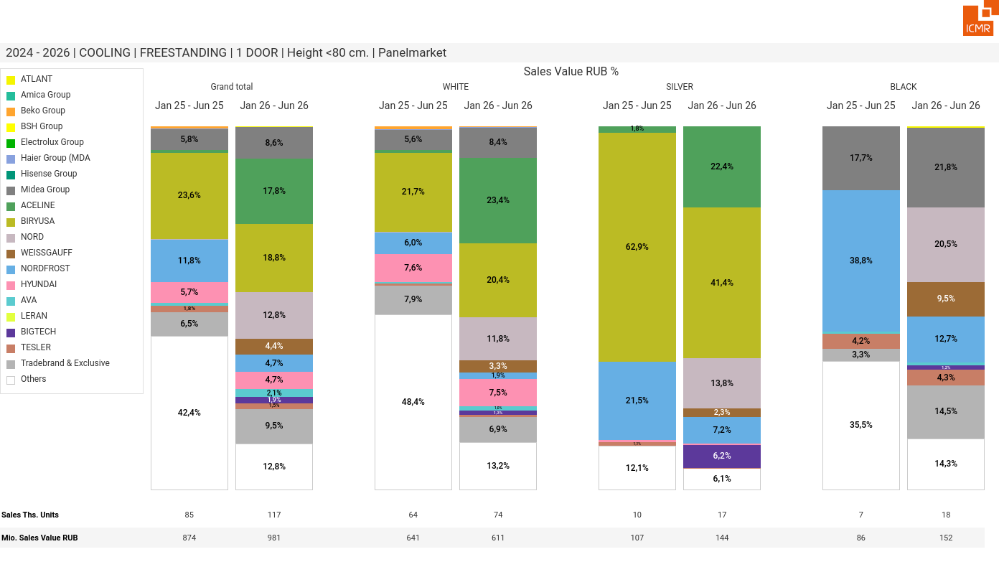 ICMR
2024 - 2026 | COOLING | FREESTANDING | 1 DOOR | Height <80 cm. | Panelmarket
Sales Value RUB %
ATLANT
Amica Group
Beko Group
BSH Group
Electrolux Group
Haier Group (MDA
Hisense Group
Midea Group
ACELINE
BIRYUSA
NORD
WEISSGAUFF
NORDFROST
HYUNDAI
AVA
LERAN
BIGTECH
TESLER
Tradebrand & Exclusive
Others
Grand total
Jan 25 - Jun 25
5,8%
23,6%
11,8%
5,7%
1,8%
6,5%
42,4%
Jan 26 - Jun 26
8,6%
17,8%
18,8%
12,8%
4,4%
4,7%
4,7%
2,1%
1,9%
1,5%
9,5%
12,8%
WHITE
Jan 25 - Jun 25
5,6%
21,7%
6,0%
7,6%
7,9%
48,4%
Jan 26 - Jun 26
8,4%
23,4%
20,4%
11,8%
3,3%
1,9%
7,5%
1,3%
6,9%
13,2%
SILVER
Jan 25 - Jun 25
1,8%
62,9%
21,5%
1,1%
12,1%
Jan 26 - Jun 26
22,4%
41,4%
13,8%
2,3%
7,2%
6,2%
6,1%
BLACK
Jan 25 - Jun 25
17,7%
38,8%
4,2%
3,3%
35,5%
Jan 26 - Jun 26
21,8%
20,5%
9,5%
12,7%
1,2%
4,3%
14,5%
14,3%
Sales Ths. Units 85 117 64 74 10 17 7 18
Mio. Sales Value RUB 874 981 641 611 107 144 86 152